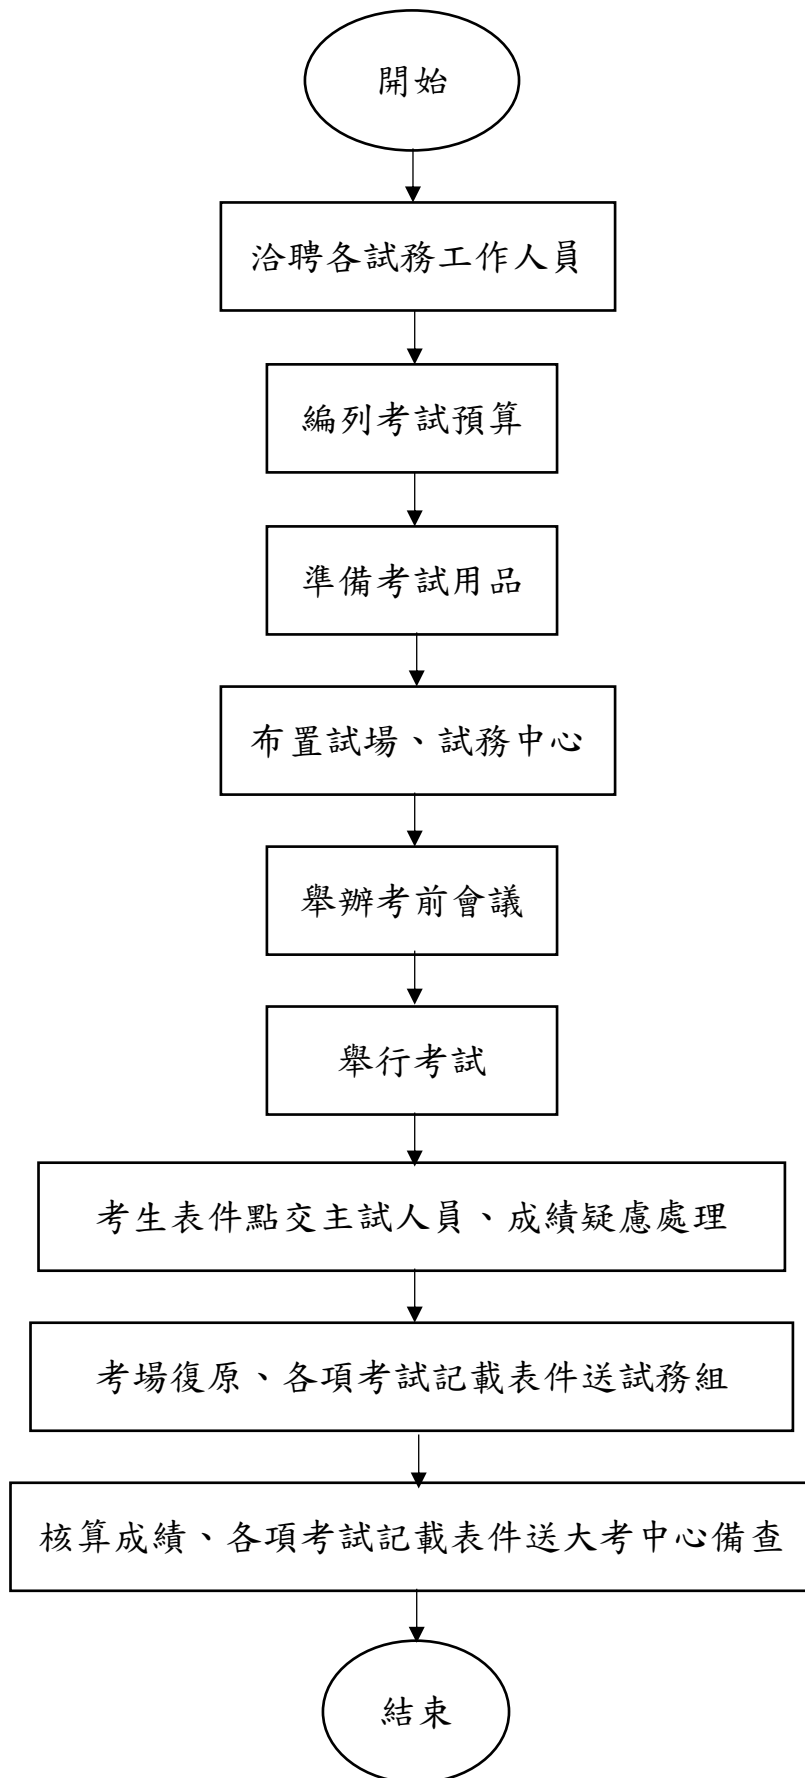 開始
洽聘各試務工作人員
編列考試預算
準備考試用品
布置試場、試務中心
舉辦考前會議
舉行考試
考生表件點交主試人員、成績疑慮處理
考場復原、各項考試記載表件送試務組
核算成績、各項考試記載表件送大考中心備查
結束